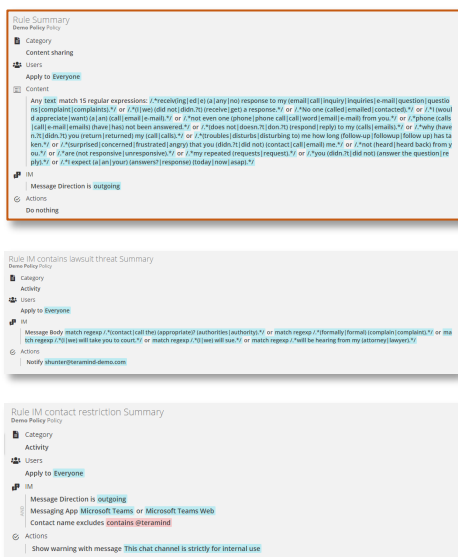 Rule Summary
Demo Policy Policy
Category
Content sharing
Users
Apply to Everyone
Content
Any text match 15 regular expressions: /.*receiv(ing|ed|e) (a|any|no) response to my (email|call|inquiry|inquiries|e-mail|question|questio
ns|complaint|complaints).*/ or /.*(I|we) (did not|didn.?t) (receive|get) a response.*/ or /.*No one (called|emailed|contacted).*/ or /.*I (woul
d appreciate|want) (a|an) (call|email|e-mail).*/ or /.*not even one (phone|phone call|call|word|email|e-mail) from you.*/ or /.*(phone (calls
|call|e-mail|emails) (have|has) not been answered.*/ or /.*(does not|doesn.?t|don.?t) (respond|reply) to my (calls|emails).*/ or /.*why (have
n.?t|didn.?t) you (return|returned) my (call|calls).*/ or /.*(troubles|disturbs|disturbing to) me how long (follow-up|followup|follow up) has ta
ken.*/ or /.*(surprised|concerned|frustrated|angry) that you (didn.?t|did not) (contact|call|email) me.*/ or /.*not (heard|heard back) from y
ou.*/ or /.*are (not responsive|unresponsive).*/ or /.*my repeated (requests|request).*/ or /.*you (didn.?t|did not) (answer the question|re
ply).*/ or /.*I expect (a|an|your) (answers?|response) (today|now|asap).*/
IM
Message Direction is outgoing
Actions
Do nothing
Rule IM contains lawsuit threat Summary
Demo Policy Policy
Category
Activity
Users
Apply to Everyone
IM
Message Body match regexp /.*(contact|call the) (appropriate)? (authorities|authority).*/ or match regexp /.*(formally|formal) (complain|complaint).*/ or ma
tch regexp /.*(I|we) will take you to court.*/ or match regexp /.*(I|we) will sue.*/ or match regexp /.*will be hearing from my (attorney|lawyer).*/
Actions
Notify shunter@teramind-demo.com
Rule IM contact restriction Summary
Demo Policy Policy
Category
Activity
Users
Apply to Everyone
IM
Message Direction is outgoing
Messaging App Microsoft Teams or Microsoft Teams Web
Contact name excludes contains @teramind
Actions
Show warning with message This chat channel is strictly for internal use